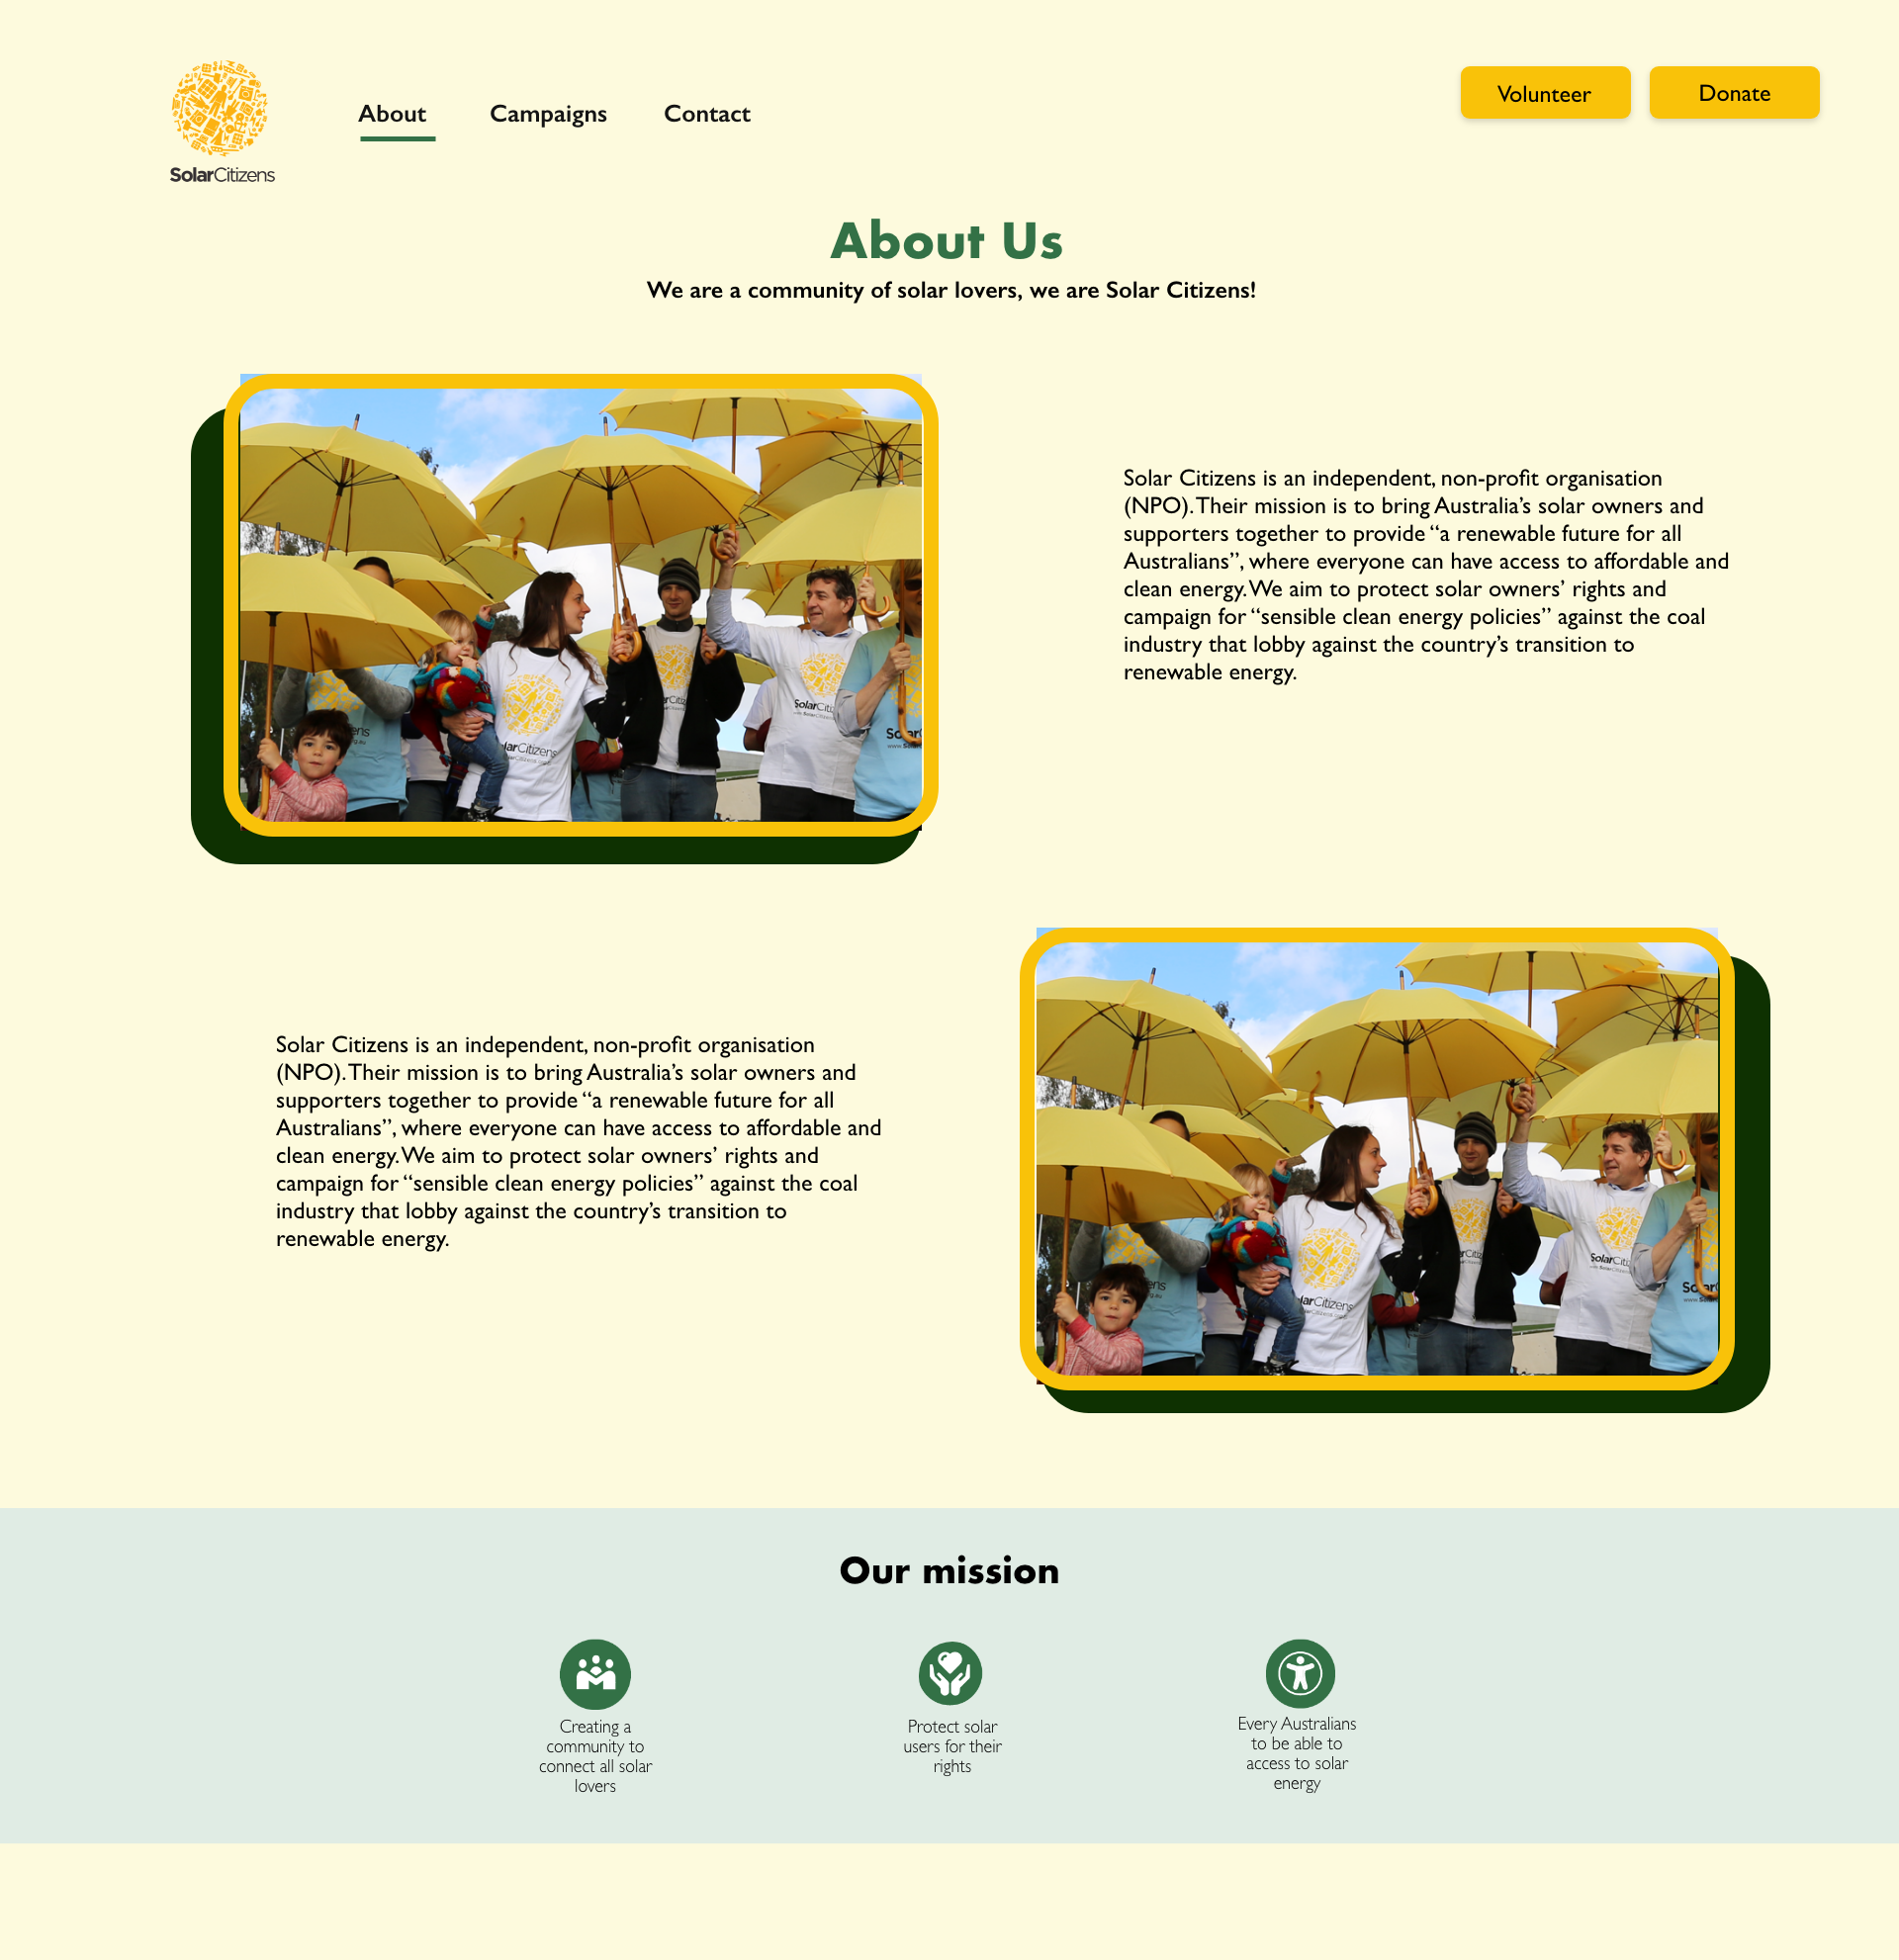 SolarCitizens
About
Campaigns
Contact
Volunteer
Donate
About Us
We are a community of solar lovers, we are Solar Citizens!
Solar Citizens is an independent, non-profit organisation
(NPO). Their mission is to bring Australia’s solar owners and
supporters together to provide “a renewable future for all
Australians”, where everyone can have access to affordable and
clean energy. We aim to protect solar owners’ rights and
campaign for “sensible clean energy policies” against the coal
industry that lobby against the country’s transition to
renewable energy.
Solar Citizens is an independent, non-profit organisation
(NPO). Their mission is to bring Australia’s solar owners and
supporters together to provide “a renewable future for all
Australians”, where everyone can have access to affordable and
clean energy. We aim to protect solar owners’ rights and
campaign for “sensible clean energy policies” against the coal
industry that lobby against the country’s transition to
renewable energy.
Our mission
Creating a
community to
connect all solar
lovers
Protect solar
users for their
rights
Every Australians
to be able to
access to solar
energy